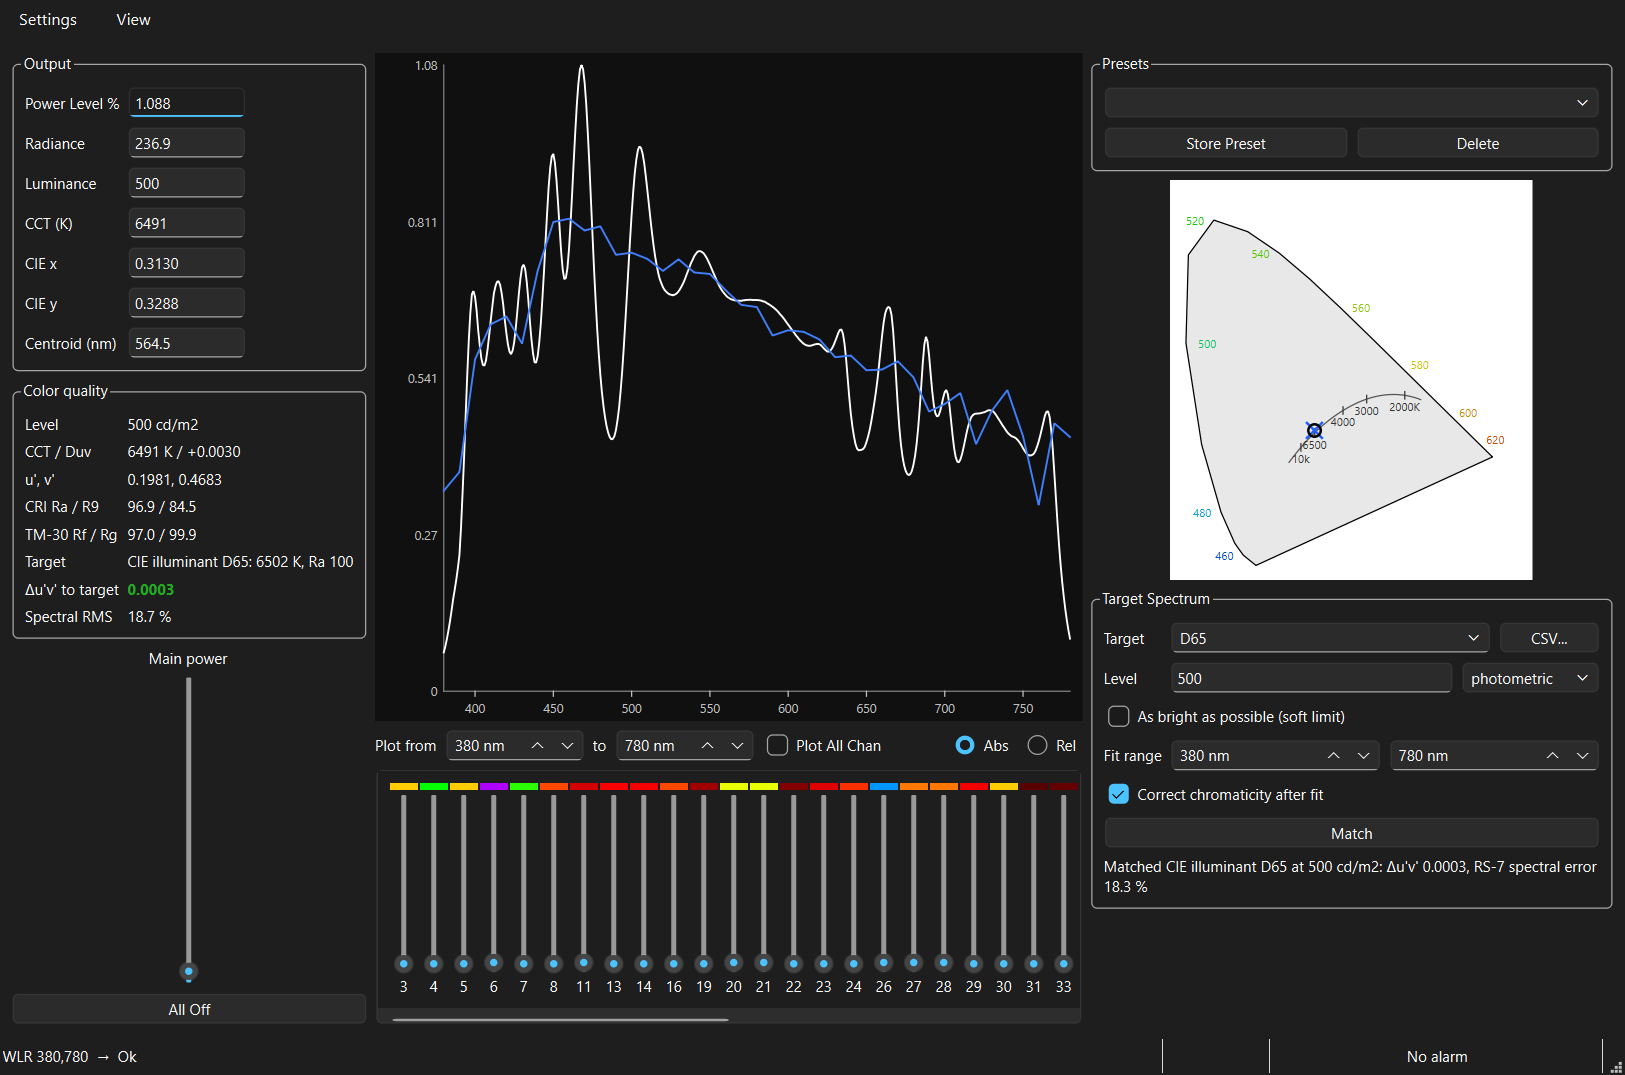 Settings View
Output
Power Level % 1.088
Radiance 236.9
Luminance 500
CCT (K) 6491
CIE x 0.3130
CIE y 0.3288
Centroid (nm) 564.5
Color quality
Level 500 cd/m2
CCT / Duv 6491 K / +0.0030
u', v' 0.1981, 0.4683
CRI Ra / R9 96.9 / 84.5
TM-30 Rf / Rg 97.0 / 99.9
Target CIE illuminant D65: 6502 K, Ra 100
Δu'v' to target 0.0003
Spectral RMS 18.7 %
Main power
All Off
1.08
0.811
0.541
0.27
0
400 450 500 550 600 650 700 750
Plot from 380 nm to 780 nm Plot All Chan Abs Rel
3 4 5 6 7 8 11 13 14 16 19 20 21 22 23 24 26 27 28 29 30 31 33
Presets
Store Preset Delete
520
540
560
500
580
2000K
3000
600
4000
620
6500
10k
480
460
Target Spectrum
Target D65 CSV...
Level 500 photometric
As bright as possible (soft limit)
Fit range 380 nm 780 nm
Correct chromaticity after fit
Match
Matched CIE illuminant D65 at 500 cd/m2: Δu'v' 0.0003, RS-7 spectral error
18.3 %
WLR 380,780 → Ok No alarm